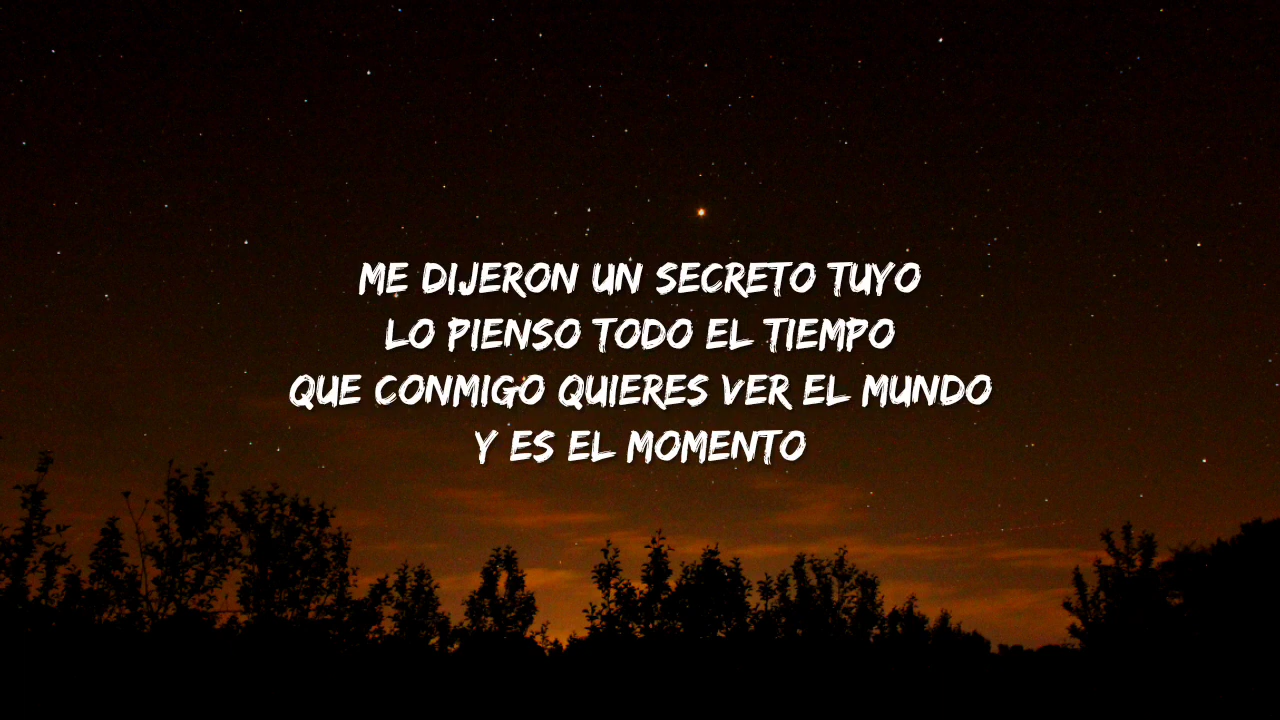 ME DIJERON UN SECRETO TUYO
LO PIENSO TODO EL TIEMPO
QUE CONMIGO QUIERES VER EL MUNDO
Y ES EL MOMENTO